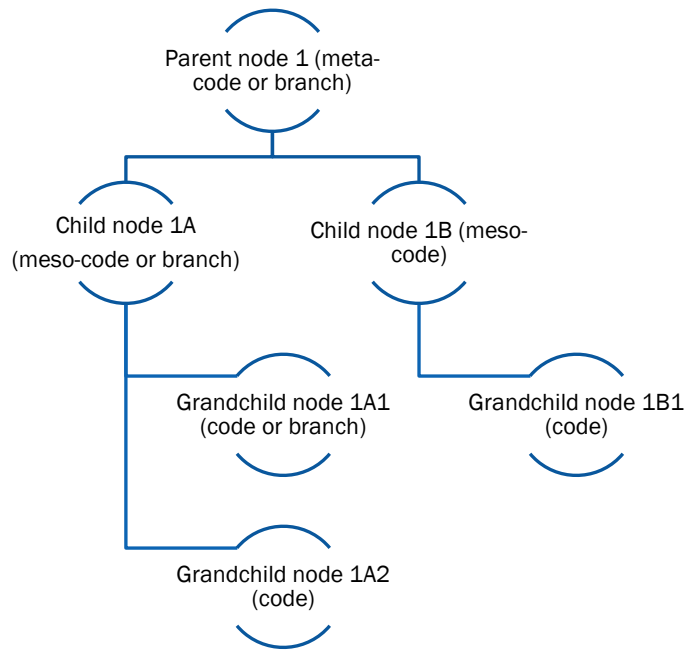 Parent node 1 (meta-
code or branch)
Child node 1A
(meso-code or branch)
Child node 1B (meso-
code)
Grandchild node 1A1
(code or branch)
Grandchild node 1B1
(code)
Grandchild node 1A2
(code)